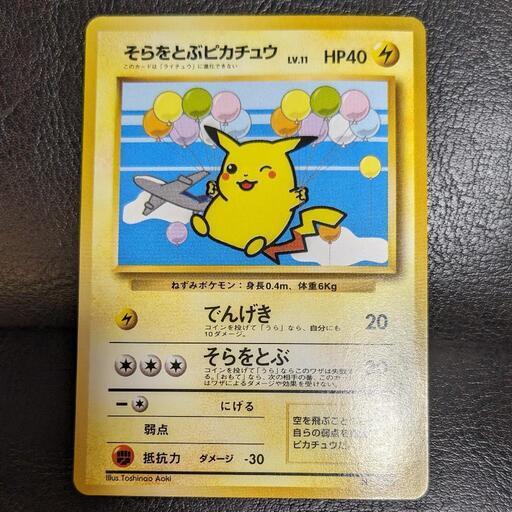 そらをとぶピカチュウ LV.11 HP40
このカードは「ライチュウ」に進化できない
ねずみポケモン：身長0.4m、体重6Kg
でんげき 20
コインを投げて「うら」なら、自分にも
10ダメージ。
そらをとぶ
コインを投げて「うら」ならこのワザは失敗。
「おもて」なら、次の相手の番、このカー
はワザによるダメージや効果を受けない。
にげる
弱点
抵抗力 ダメージ -30
空を飛ぶこと
自らの弱点を
ピカチュウだ
Illus.Toshinao Aoki